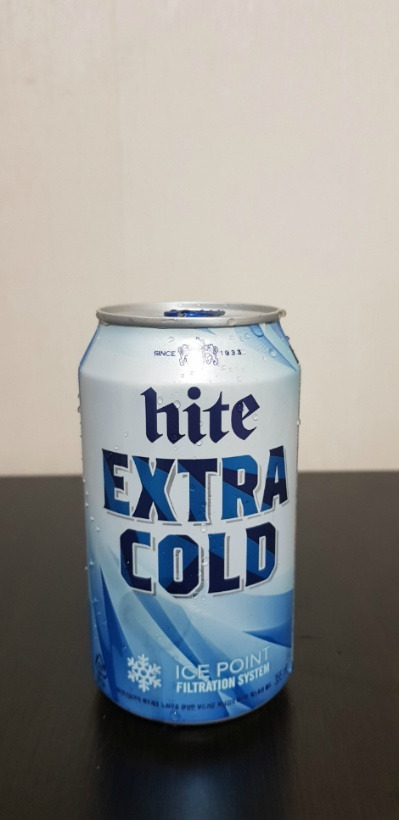 SINCE 1933
hite
EXTRA
COLD
ICE POINT
FILTRATION SYSTEM